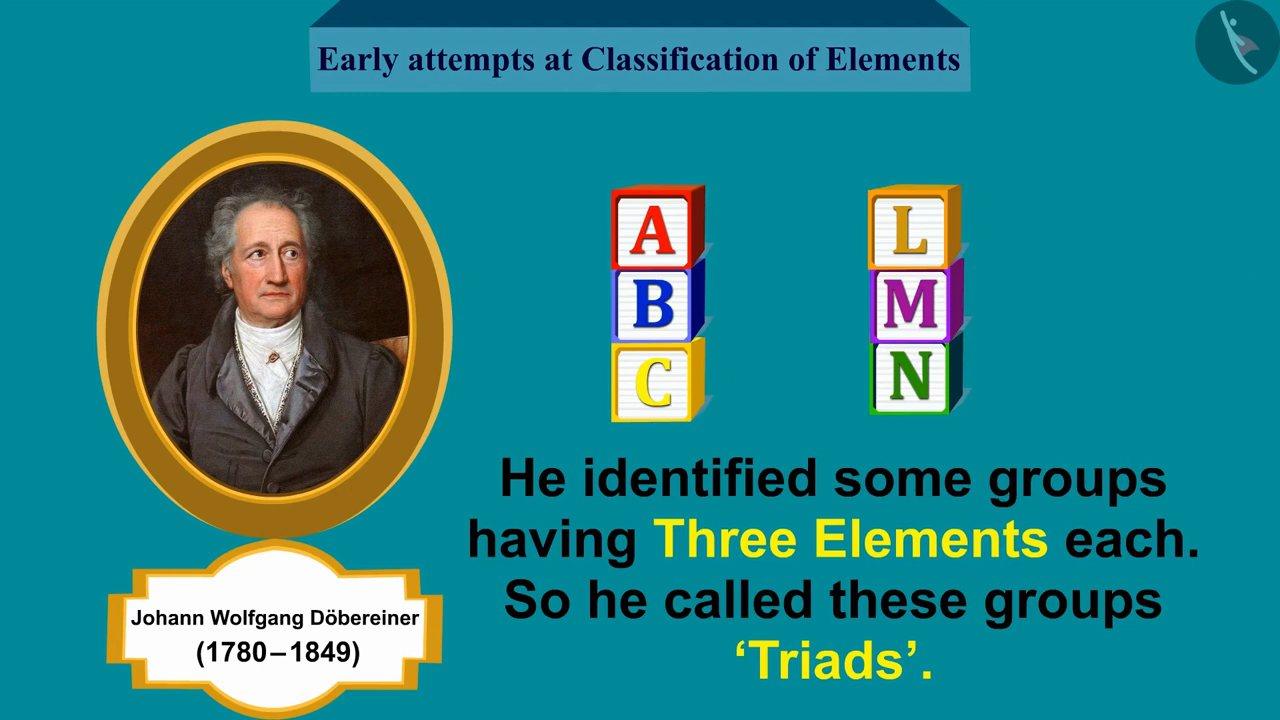 Early attempts at Classification of Elements
A
B
C
L
M
N
He identified some groups
having Three Elements each.
So he called these groups
‘Triads’.
Johann Wolfgang Döbereiner
(1780–1849)